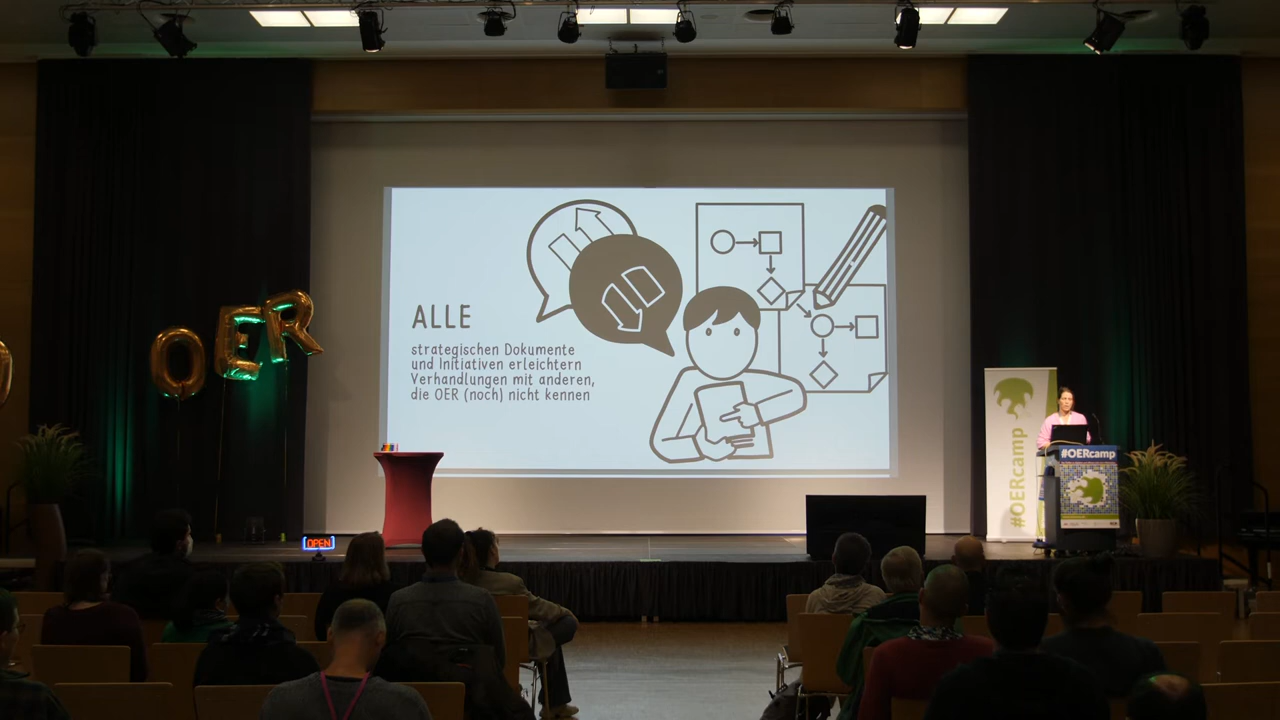 ALLE
strategischen Dokumente
und Initiativen erleichtern
Verhandlungen mit anderen,
die OER (noch) nicht kennen
OER
OPEN
#OERcamp
#OERcamp